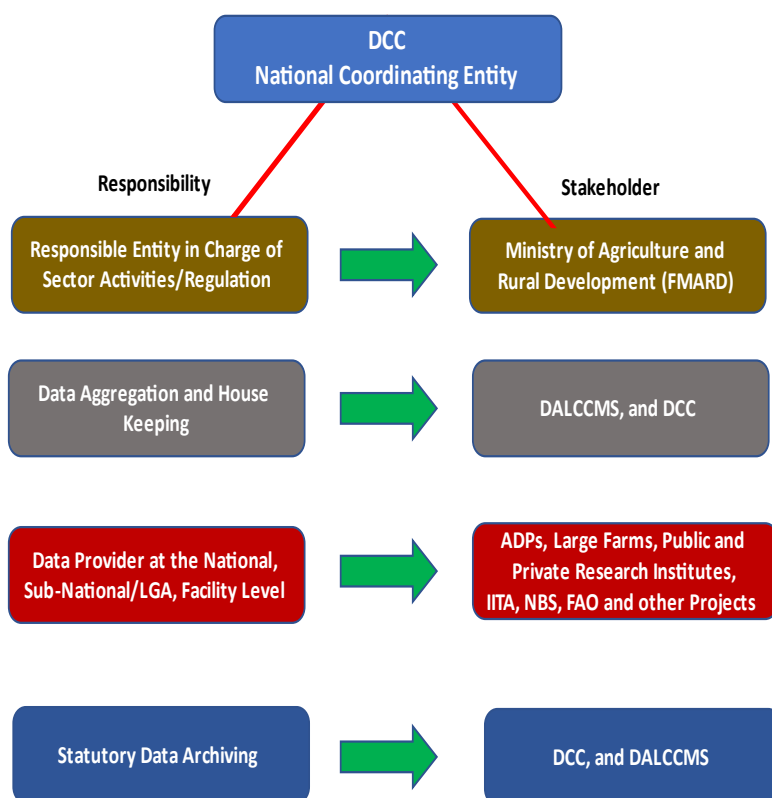 DCC
National Coordinating Entity
Responsibility
Stakeholder
Responsible Entity in Charge of
Sector Activities/Regulation
Ministry of Agriculture and
Rural Development (FMARD)
Data Aggregation and House
Keeping
DALCCMS, and DCC
Data Provider at the National,
Sub-National/LGA, Facility Level
ADPs, Large Farms, Public and
Private Research Institutes,
IITA, NBS, FAO and other Projects
Statutory Data Archiving
DCC, and DALCCMS